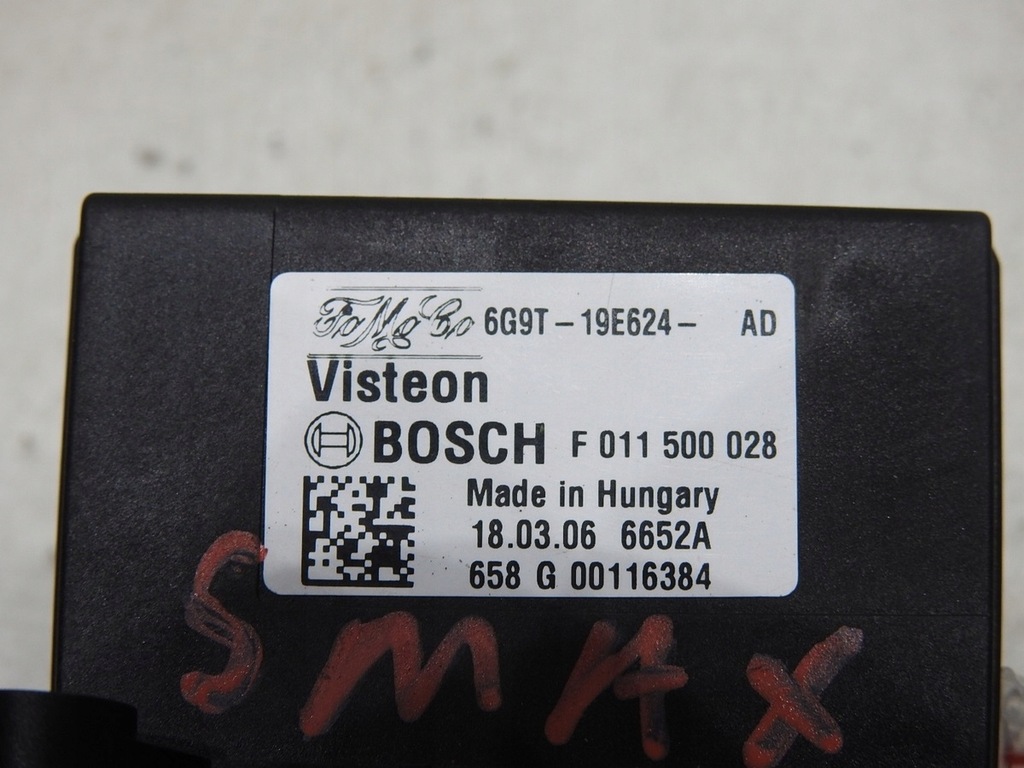 FoMoCo 6G9T - 19E624 - AD
Visteon
BOSCH F 011 500 028
Made in Hungary
18.03.06 6652A
658 G 00116384
SMAX